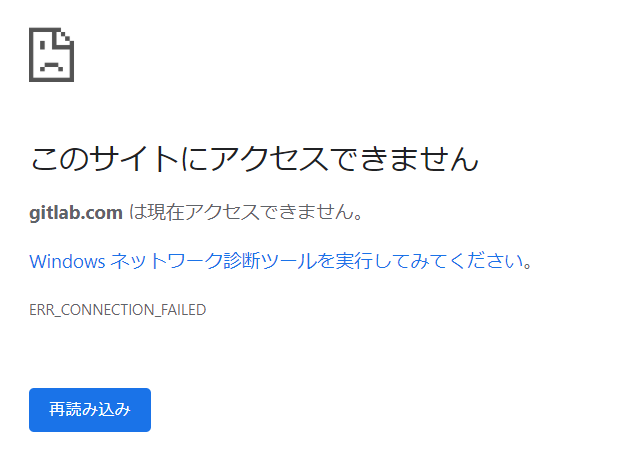 このサイトにアクセスできません
gitlab.com は現在アクセスできません。
Windows ネットワーク診断ツールを実行してみてください。
ERR_CONNECTION_FAILED
再読み込み